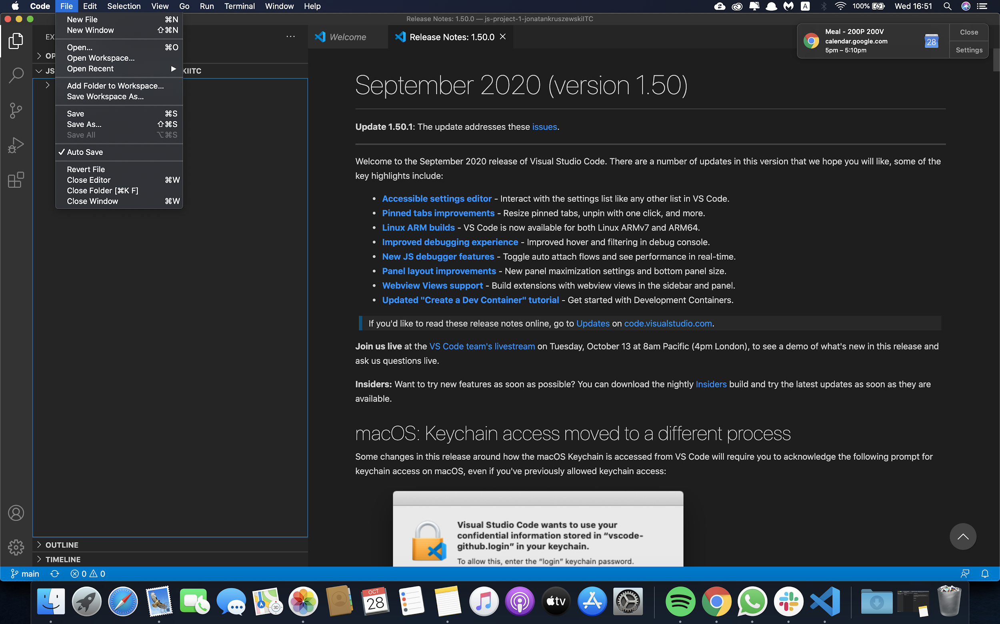 Code File Edit Selection View Go Run Terminal Window Help
A 100% Wed 16:51
Release Notes: 1.50.0 — js-project-1-jonatankruszewskiITC
New File ⌘N
New Window ⇧⌘N
Open... ⌘O
Open Workspace...
Open Recent ▶
Add Folder to Workspace...
Save Workspace As...
Save ⌘S
Save As... ⇧⌘S
Save All ⌥⌘S
✓ Auto Save
Revert File
Close Editor ⌘W
Close Folder [⌘K F]
Close Window ⌘W
EX
OP
JS KIITC
OUTLINE
TIMELINE
Welcome
Release Notes: 1.50.0
Meal - 200P 200V
calendar.google.com
5pm – 5:10pm
28
Close
Settings
September 2020 (version 1.50)
Update 1.50.1: The update addresses these issues.
Welcome to the September 2020 release of Visual Studio Code. There are a number of updates in this version that we hope you will like, some of the
key highlights include:
• Accessible settings editor - Interact with the settings list like any other list in VS Code.
• Pinned tabs improvements - Resize pinned tabs, unpin with one click, and more.
• Linux ARM builds - VS Code is now available for both Linux ARMv7 and ARM64.
• Improved debugging experience - Improved hover and filtering in debug console.
• New JS debugger features - Toggle auto attach flows and see performance in real-time.
• Panel layout improvements - New panel maximization settings and bottom panel size.
• Webview Views support - Build extensions with webview views in the sidebar and panel.
• Updated "Create a Dev Container" tutorial - Get started with Development Containers.
If you'd like to read these release notes online, go to Updates on code.visualstudio.com.
Join us live at the VS Code team's livestream on Tuesday, October 13 at 8am Pacific (4pm London), to see a demo of what's new in this release and
ask us questions live.
Insiders: Want to try new features as soon as possible? You can download the nightly Insiders build and try the latest updates as soon as they are
available.
macOS: Keychain access moved to a different process
Some changes in this release around how the macOS Keychain is accessed from VS Code will require you to acknowledge the following prompt for
keychain access on macOS, even if you've previously allowed keychain access:
Visual Studio Code wants to use your
confidential information stored in “vscode-
github.login” in your keychain.
To allow this, enter the “login” keychain password.
main 0 0
3D
OCT
28
tv